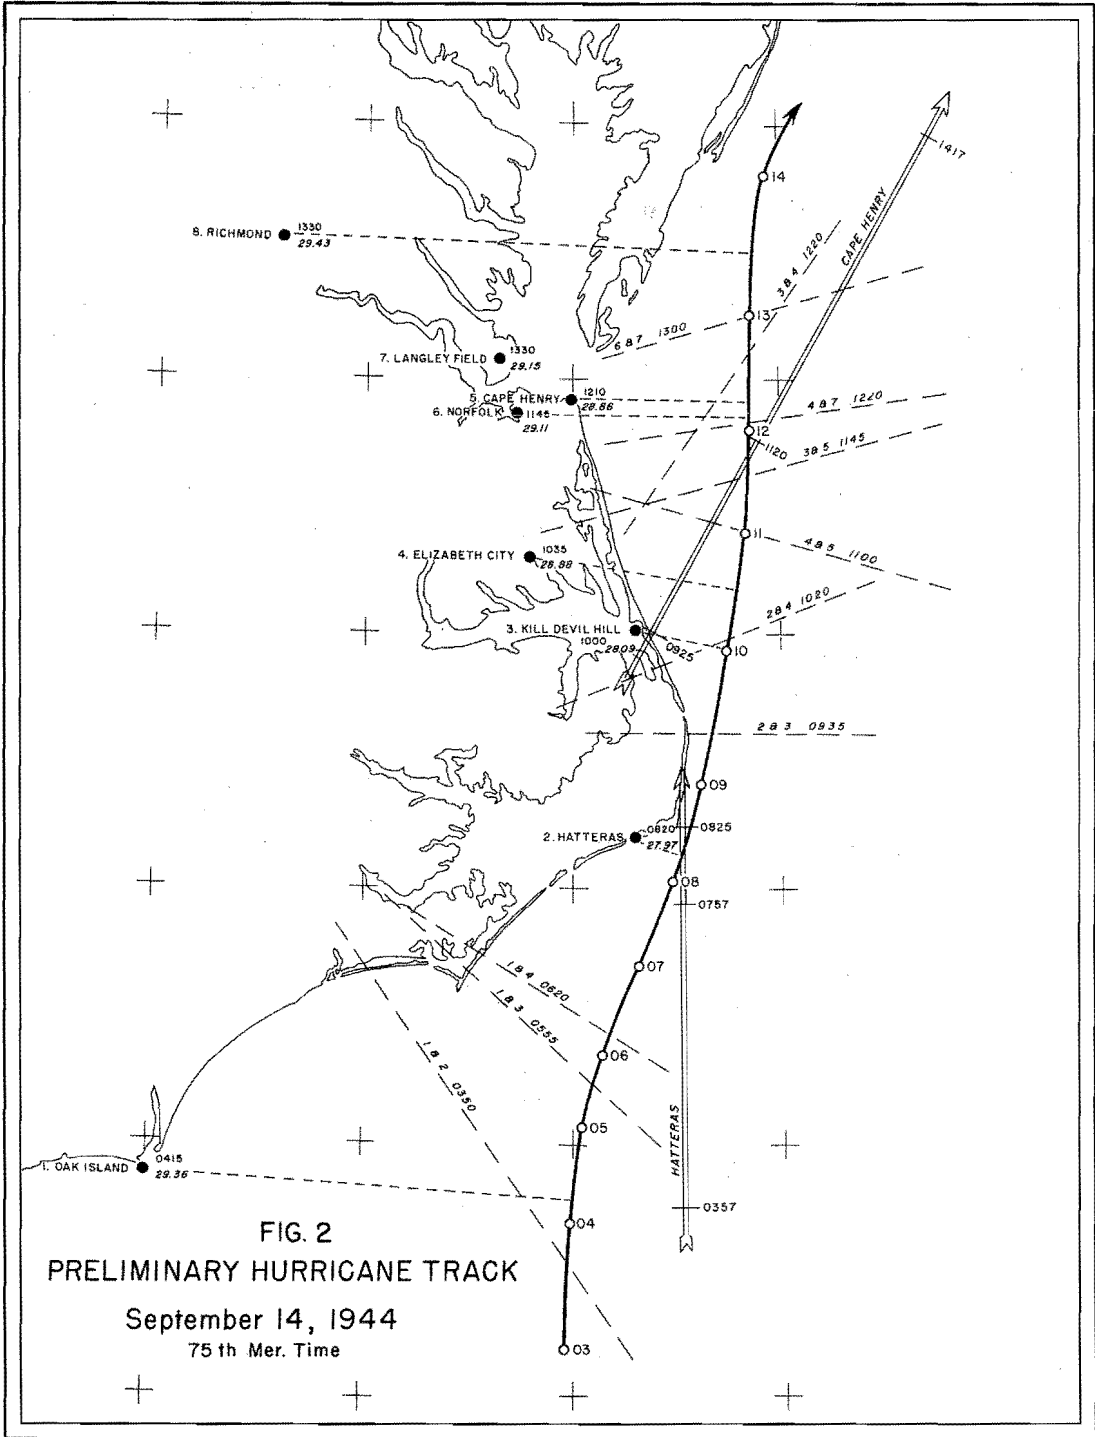 1417
14
CAPE HENRY
3 & 4 1220
8. RICHMOND
1330
29.43
13
6 & 7 1300
7. LANGLEY FIELD
1330
29.15
5. CAPE HENRY
1210
28.86
6. NORFOLK
1145
29.11
4 & 7 1220
12
1120
3 & 5 1145
11
4 & 5 1100
4. ELIZABETH CITY
1035
28.88
2 & 4 1020
3. KILL DEVIL HILL
1000
28.09
0925
10
2 & 3 0935
09
0825
2. HATTERAS
0820
27.97
08
0757
07
1 & 4 0620
1 & 3 0555
06
1 & 2 0350
05
HATTERAS
1. OAK ISLAND
0415
29.36
0357
04
FIG. 2
PRELIMINARY HURRICANE TRACK
September 14, 1944
75 th Mer. Time
03